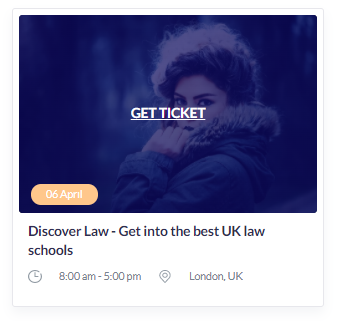 GET TICKET
06 April
Discover Law - Get into the best UK law
schools
8:00 am - 5:00 pm London, UK